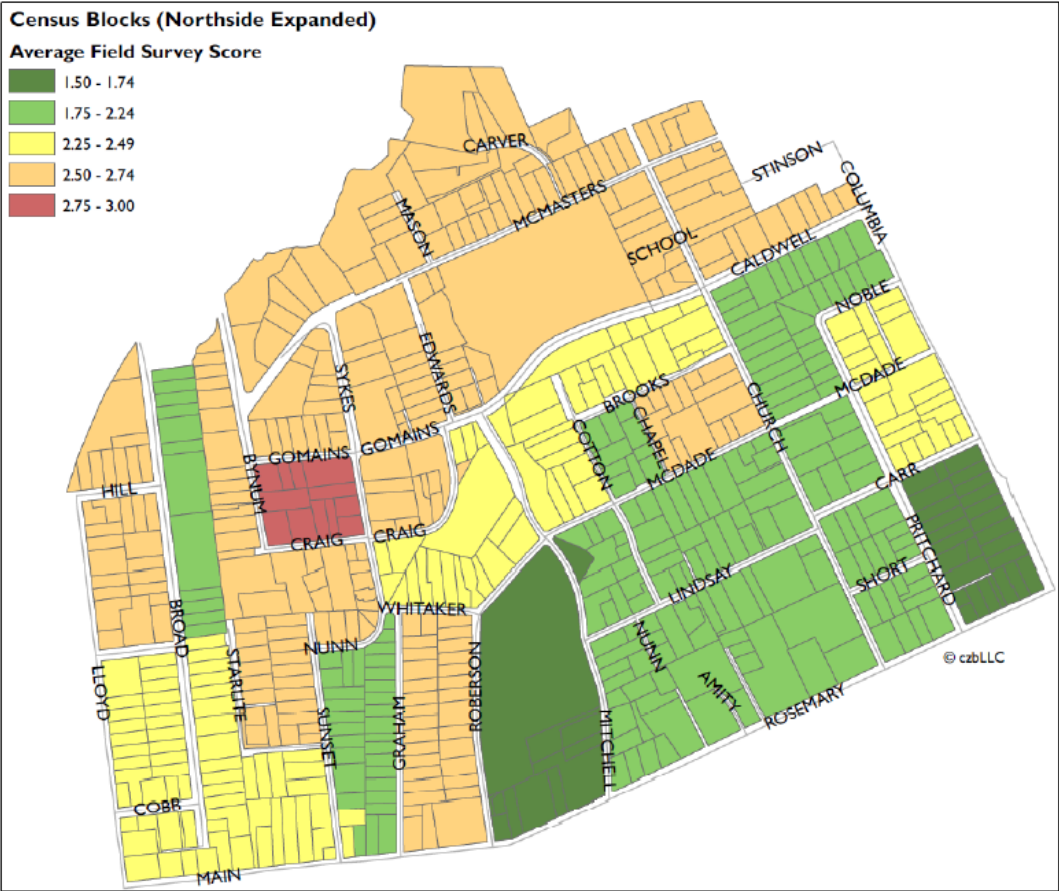 Census Blocks (Northside Expanded)
Average Field Survey Score
1.50 - 1.74
1.75 - 2.24
2.25 - 2.49
2.50 - 2.74
2.75 - 3.00
CARVER
STINSON
COLUMBIA
MCMASTERS
MASON
SCHOOL
CALDWELL
NOBLE
EDWARDS
SYKES
MCDADE
BROOKS
CHURCH
CHAPEL
COTTON
GOMAINS
GOMAINS
MCDADE
BYNUM
HILL
CARR
CRAIG
CRAIG
PRITCHARD
SHORT
LINDSAY
WHITAKER
BROAD
NUNN
NUNN
© czbLLC
LLOYD
STARLITE
ROBERSON
AMITY
ROSEMARY
SUNSET
GRAHAM
MITCHELL
COBB
MAIN